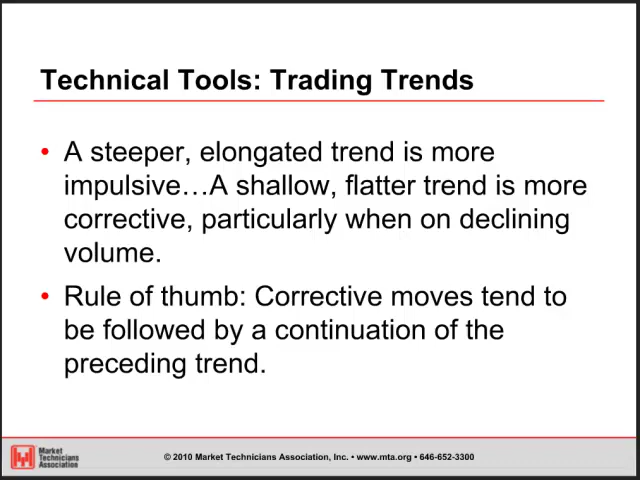 Technical Tools: Trading Trends
• A steeper, elongated trend is more
impulsive…A shallow, flatter trend is more
corrective, particularly when on declining
volume.
• Rule of thumb: Corrective moves tend to
be followed by a continuation of the
preceding trend.
Market
Technicians
Association
© 2010 Market Technicians Association, Inc. • www.mta.org • 646-652-3300